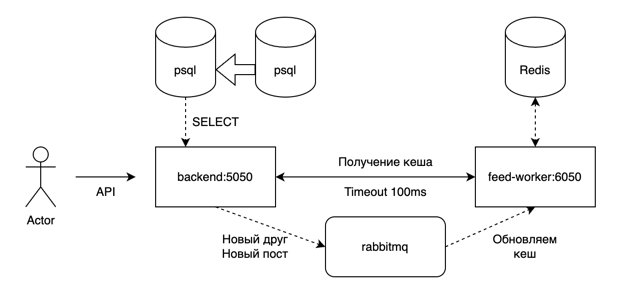 psql
psql
Redis
SELECT
Actor
API
backend:5050
Получение кеша
Timeout 100ms
feed-worker:6050
Новый друг
Новый пост
rabbitmq
Обновляем
кеш